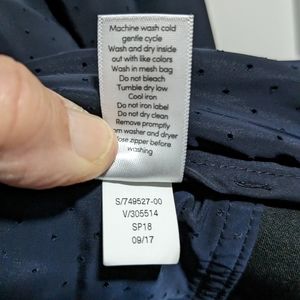 Machine wash cold
gentle cycle
Wash and dry inside
out with like colors
Wash in mesh bag
Do not bleach
Tumble dry low
Cool iron
Do not iron label
Do not dry clean
Remove promptly
om washer and dryer
lose zipper before
washing
S/749527-00
V/305514
SP18
09/17